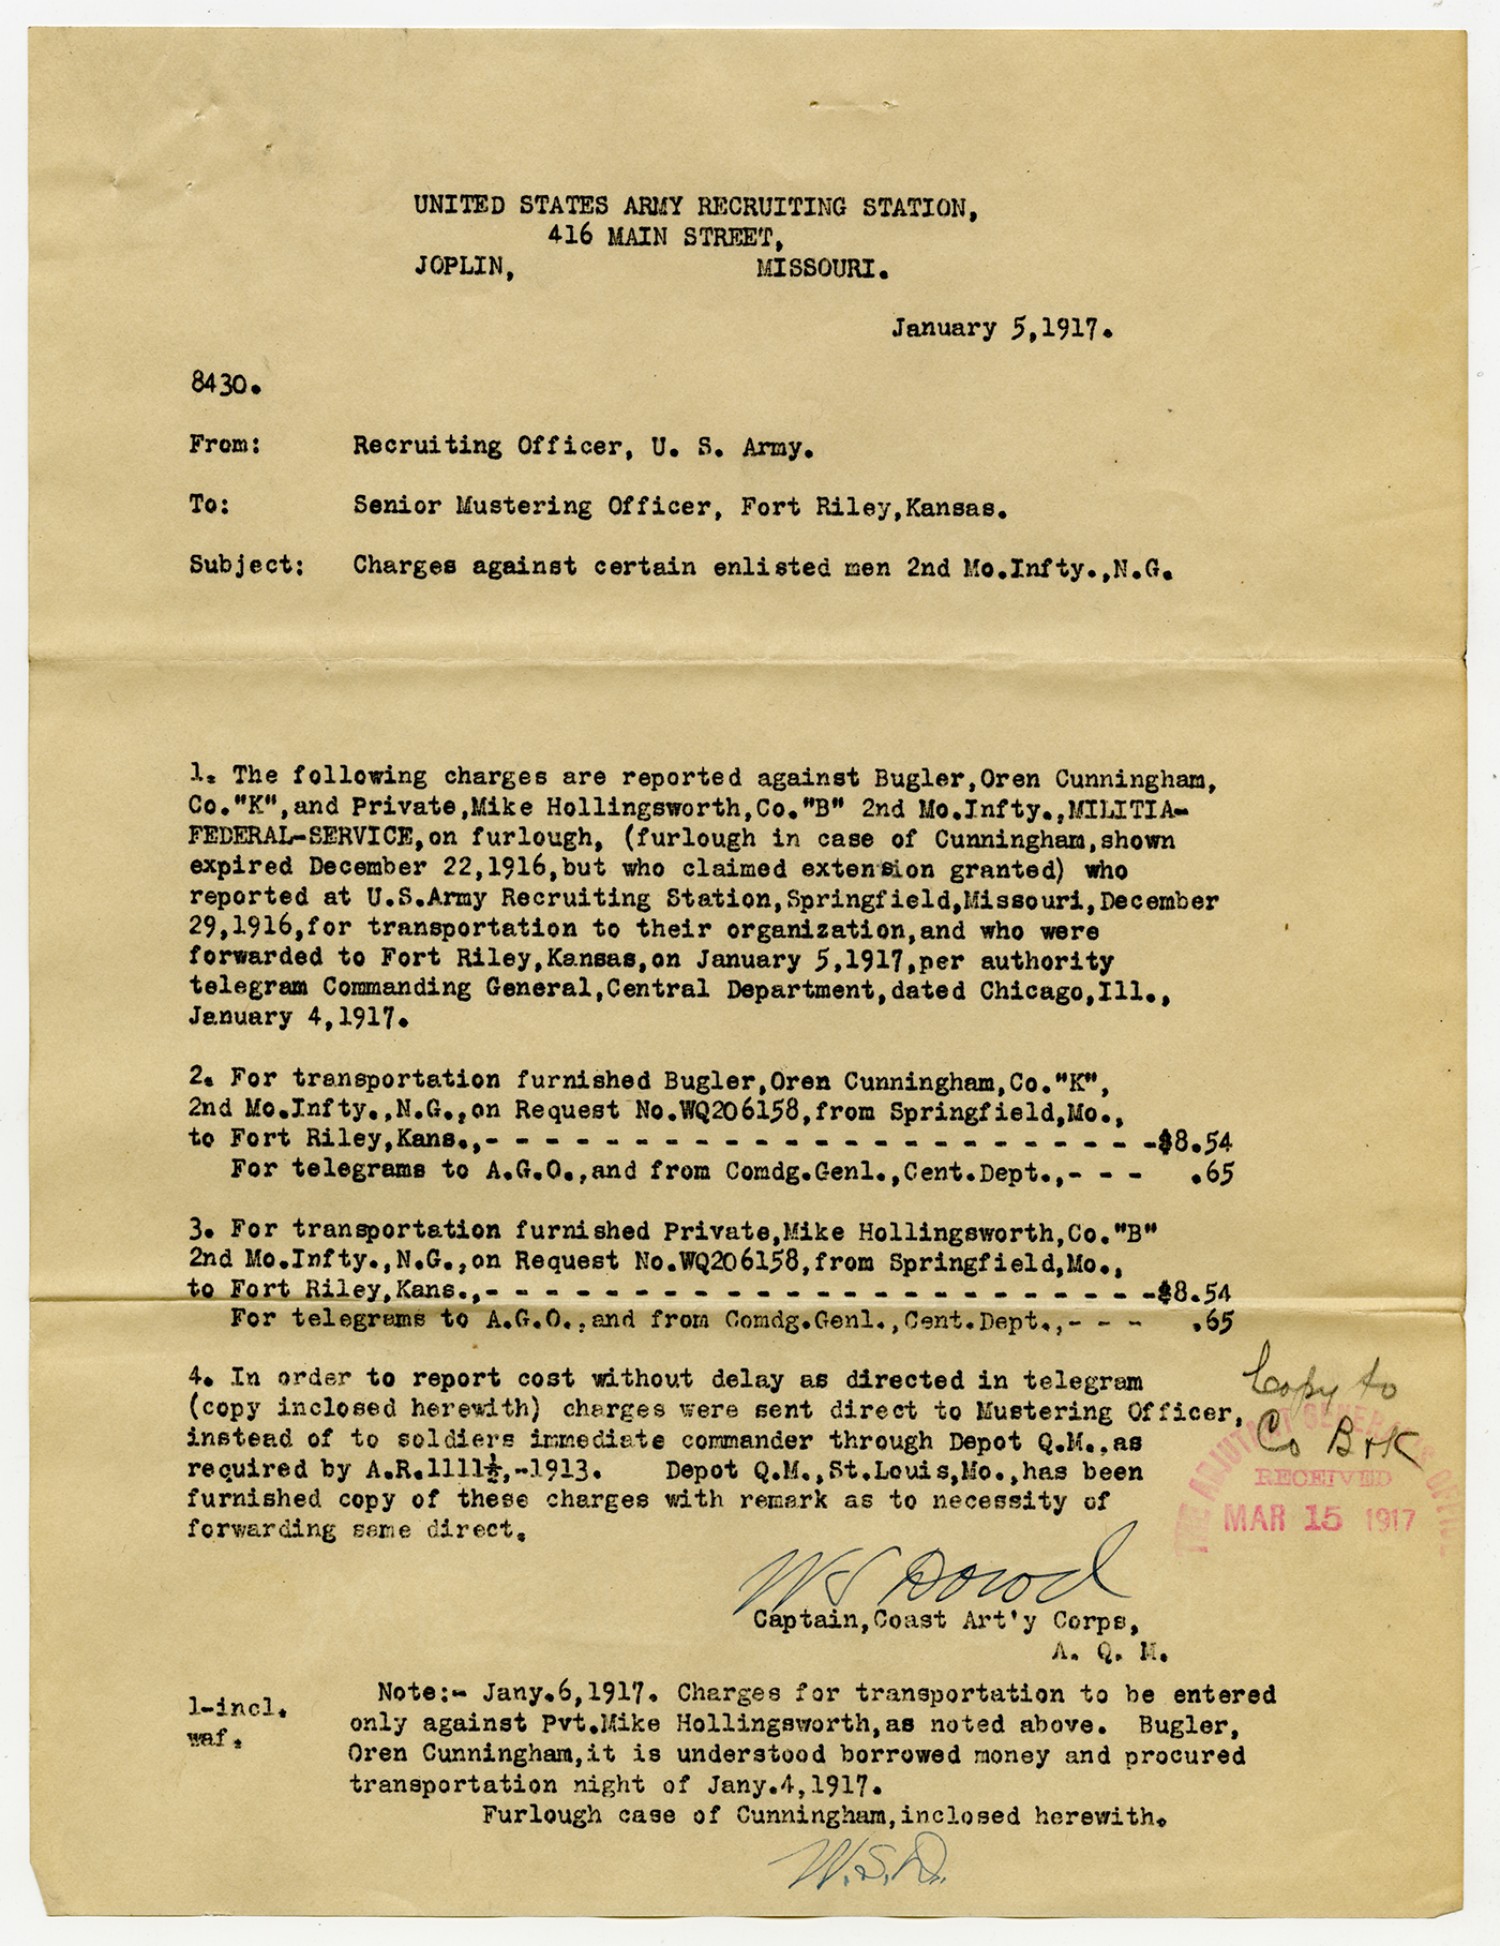 UNITED STATES ARMY RECRUITING STATION,
416 MAIN STREET,
JOPLIN, MISSOURI.
January 5,1917.
8430.
From: Recruiting Officer, U. S. Army.
To: Senior Mustering Officer, Fort Riley,Kansas.
Subject: Charges against certain enlisted men 2nd Mo.Infty.,N.G.
1. The following charges are reported against Bugler,Oren Cunningham,
Co."K",and Private,Mike Hollingsworth,Co."B" 2nd Mo.Infty.,MILITIA-
FEDERAL-SERVICE,on furlough, (furlough in case of Cunningham,shown
expired December 22,1916,but who claimed extension granted) who
reported at U.S.Army Recruiting Station,Springfield,Missouri,December
29,1916,for transportation to their organization,and who were
forwarded to Fort Riley,Kansas,on January 5,1917,per authority
telegram Commanding General,Central Department,dated Chicago,Ill.,
January 4,1917.
2. For transportation furnished Bugler,Oren Cunningham,Co."K",
2nd Mo.Infty.,N.G.,on Request No.WQ206158,from Springfield,Mo.,
to Fort Riley,Kans.,- - - - - - - - - - - - - - - - - - - - - - -$8.54
For telegrams to A.G.O.,and from Comdg.Genl.,Cent.Dept.,- - - .65
3. For transportation furnished Private,Mike Hollingsworth,Co."B"
2nd Mo.Infty.,N.G.,on Request No.WQ206158,from Springfield,Mo.,
to Fort Riley,Kans.,- - - - - - - - - - - - - - - - - - - - - - -$8.54
For telegrams to A.G.O.,and from Comdg.Genl.,Cent.Dept.,- - - .65
4. In order to report cost without delay as directed in telegram
(copy inclosed herewith) charges were sent direct to Mustering Officer,
instead of to soldiers immediate commander through Depot Q.M.,as
required by A.R.1111½,-1913. Depot Q.M.,St.Louis,Mo.,has been
furnished copy of these charges with remark as to necessity of
forwarding same direct.
Copy to
Co B & K
THE ADJUTANT GENERAL'S OFFICE
RECEIVED
MAR 15 1917
W S Dowd
Captain,Coast Art'y Corps,
A. Q. M.
1-incl.
waf.
Note:- Jany.6,1917. Charges for transportation to be entered
only against Pvt.Mike Hollingsworth,as noted above. Bugler,
Oren Cunningham,it is understood borrowed money and procured
transportation night of Jany.4,1917.
Furlough case of Cunningham,inclosed herewith.
W.S.D.